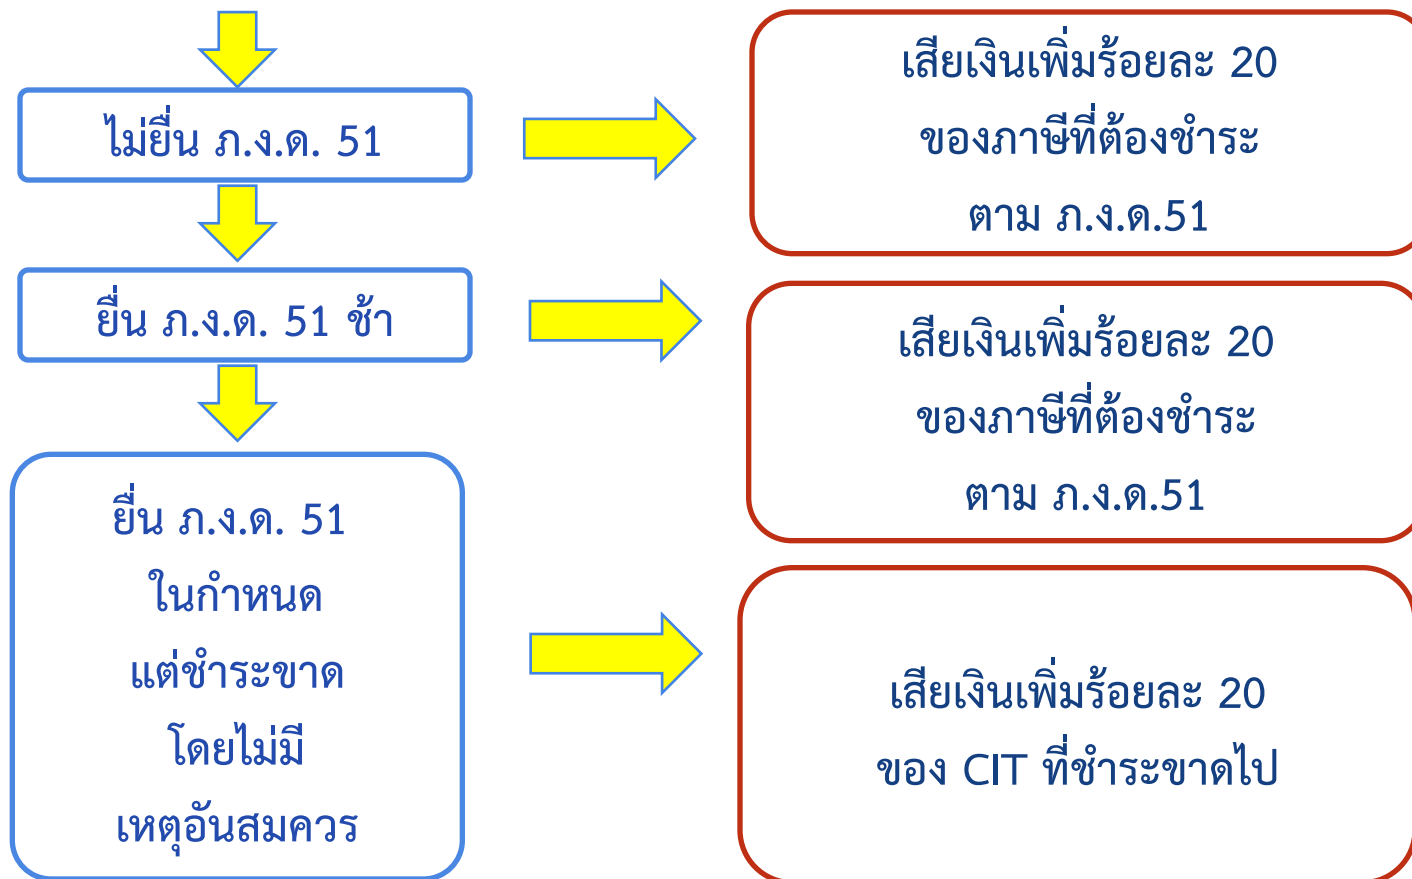 ไม่ยื่น ภ.ง.ด. 51
เสียเงินเพิ่มร้อยละ 20
ของภาษีที่ต้องชำระ
ตาม ภ.ง.ด.51
ยื่น ภ.ง.ด. 51 ช้า
เสียเงินเพิ่มร้อยละ 20
ของภาษีที่ต้องชำระ
ตาม ภ.ง.ด.51
ยื่น ภ.ง.ด. 51
ในกำหนด
แต่ชำระขาด
โดยไม่มี
เหตุอันสมควร
เสียเงินเพิ่มร้อยละ 20
ของ CIT ที่ชำระขาดไป